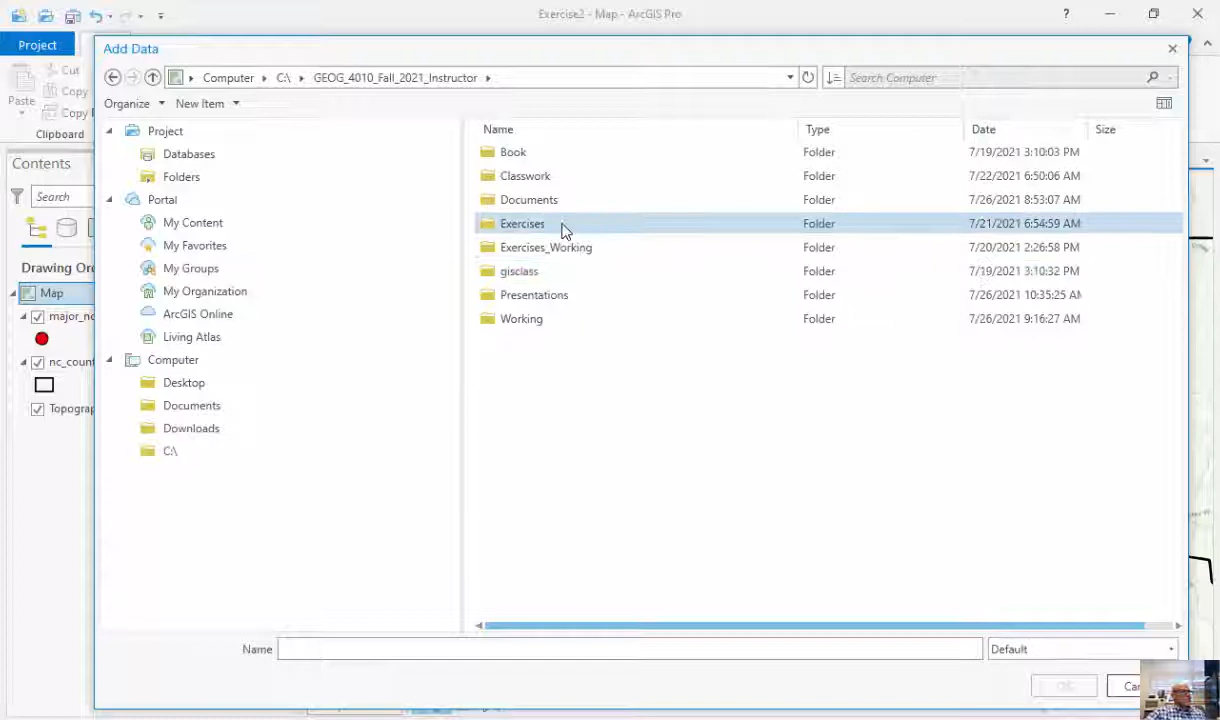 Exercise2 - Map - ArcGIS Pro
?
Project
Add Data
Cut
Copy
Copy
Paste
Clipboard
Computer C:\ GEOG_4010_Fall_2021_Instructor
Search Computer
Organize New Item
Contents
Search
Drawing Or
Map
major_n
nc_coun
Topogra
Project
Databases
Folders
Portal
My Content
My Favorites
My Groups
My Organization
ArcGIS Online
Living Atlas
Computer
Desktop
Documents
Downloads
C:\
Name Type Date Size
Book Folder 7/19/2021 3:10:03 PM
Classwork Folder 7/22/2021 6:50:06 AM
Documents Folder 7/26/2021 8:53:07 AM
Exercises Folder 7/21/2021 6:54:59 AM
Exercises_Working Folder 7/20/2021 2:26:58 PM
gisclass Folder 7/19/2021 3:10:32 PM
Presentations Folder 7/26/2021 10:35:25 AM
Working Folder 7/26/2021 9:16:27 AM
Name
Default
OK
Ca